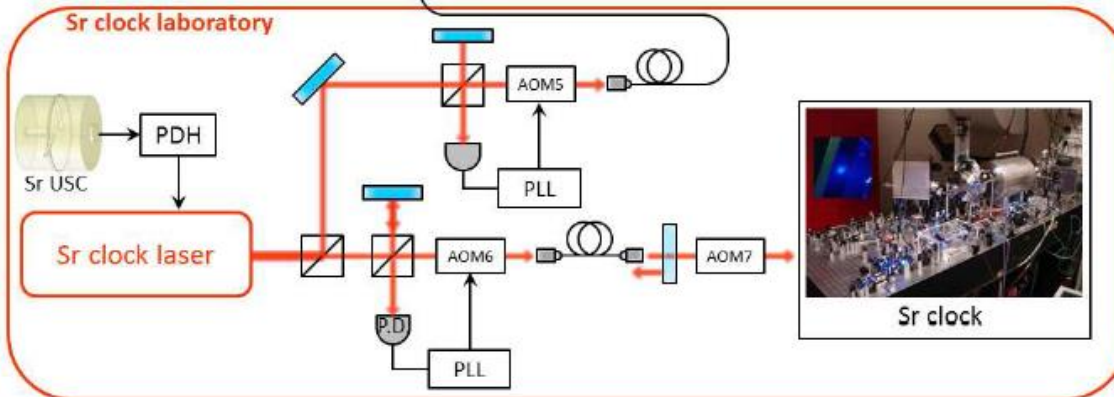 Sr clock laboratory
AOM5
PDH
Sr USC
PLL
Sr clock laser
AOM6
AOM7
P.D
PLL
Sr clock